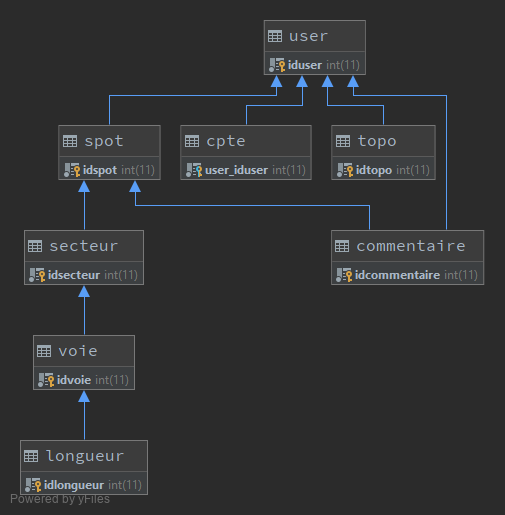 user
iduser int(11)
spot
idspot int(11)
cpte
user_iduser int(11)
topo
idtopo int(11)
secteur
idsecteur int(11)
commentaire
idcommentaire int(11)
voie
idvoie int(11)
longueur
idlongueur int(11)
Powered by yFiles